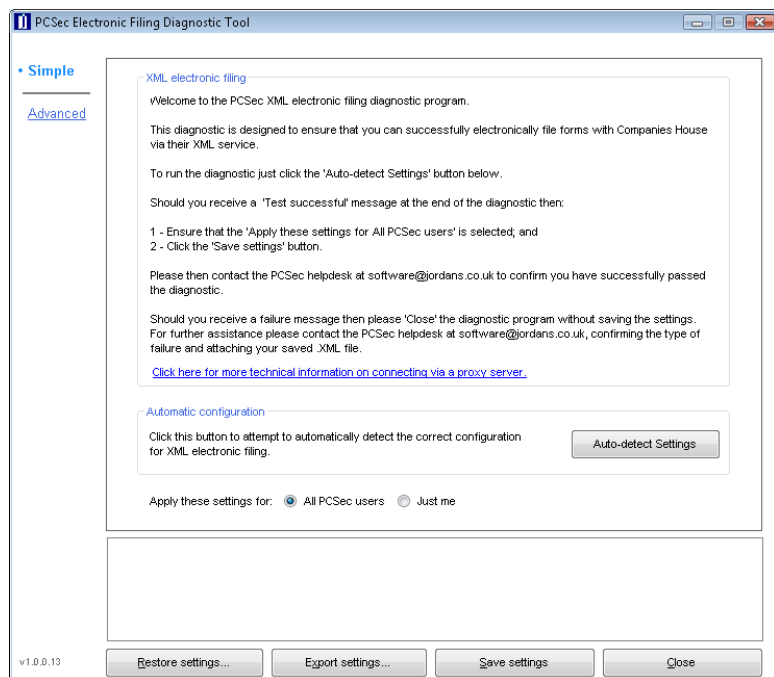 PCSec Electronic Filing Diagnostic Tool
• Simple
Advanced
XML electronic filing
Welcome to the PCSec XML electronic filing diagnostic program.
This diagnostic is designed to ensure that you can successfully electronically file forms with Companies House
via their XML service.
To run the diagnostic just click the 'Auto-detect Settings' button below.
Should you receive a 'Test successful' message at the end of the diagnostic then:
1 - Ensure that the 'Apply these settings for All PCSec users' is selected; and
2 - Click the 'Save settings' button.
Please then contact the PCSec helpdesk at software@jordans.co.uk to confirm you have successfully passed
the diagnostic.
Should you receive a failure message then please 'Close' the diagnostic program without saving the settings.
For further assistance please contact the PCSec helpdesk at software@jordans.co.uk, confirming the type of
failure and attaching your saved .XML file.
Click here for more technical information on connecting via a proxy server.
Automatic configuration
Click this button to attempt to automatically detect the correct configuration
for XML electronic filing.
Auto-detect Settings
Apply these settings for: All PCSec users Just me
v1.0.0.13
Restore settings... Export settings... Save settings Close